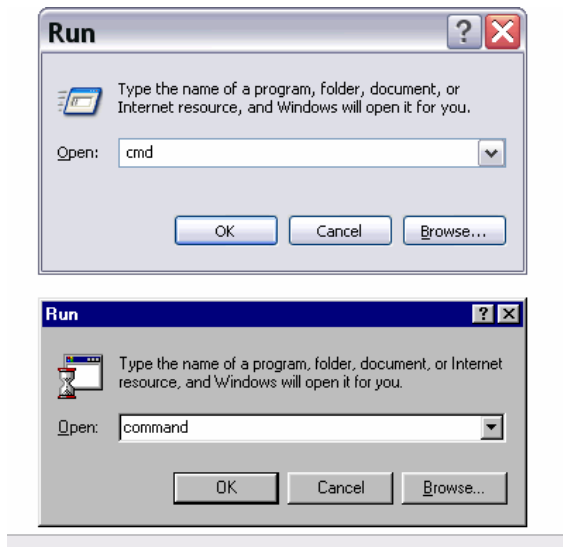 Run
Type the name of a program, folder, document, or
Internet resource, and Windows will open it for you.
Open: cmd
OK Cancel Browse...
Run
Type the name of a program, folder, document, or Internet
resource, and Windows will open it for you.
Open: command
OK Cancel Browse...